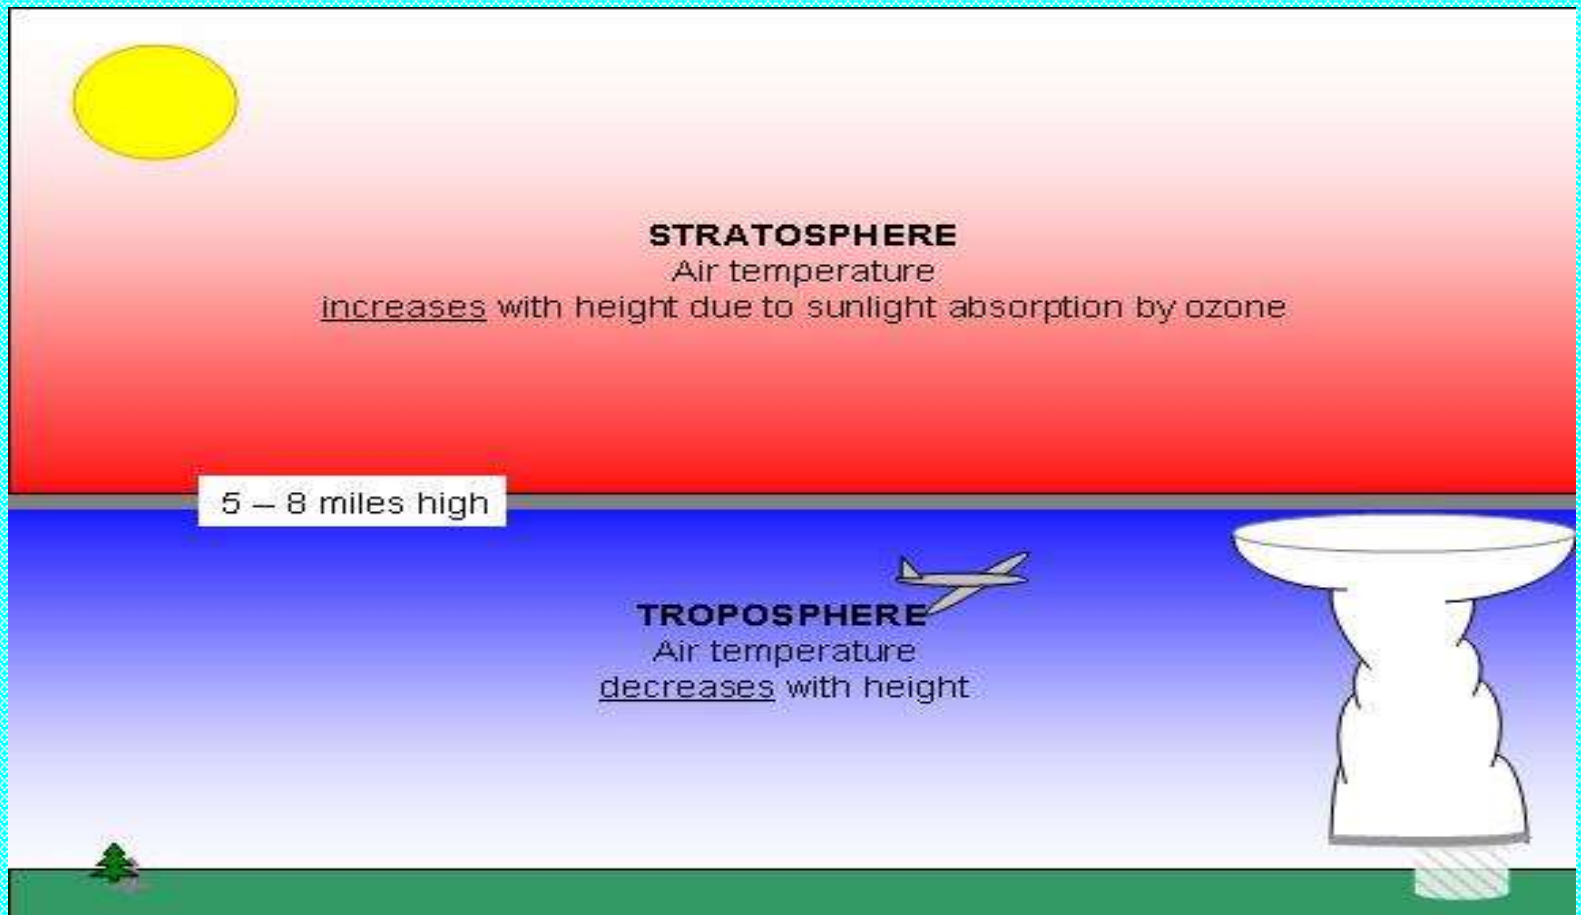 STRATOSPHERE
Air temperature
increases with height due to sunlight absorption by ozone
5 – 8 miles high
TROPOSPHERE
Air temperature
decreases with height